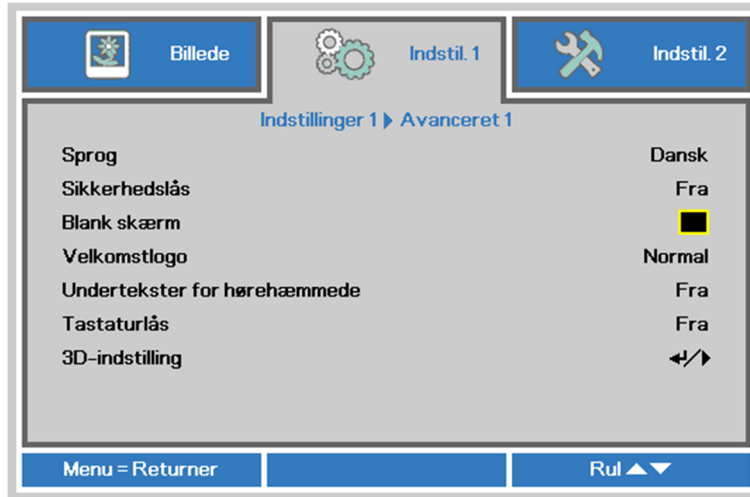 Billede
Indstil. 1
Indstil. 2
Indstillinger 1 ▶ Avanceret 1
Sprog Dansk
Sikkerhedslås Fra
Blank skærm
Velkomstlogo Normal
Undertekster for hørehæmmede Fra
Tastaturlås Fra
3D-indstilling ↵/▶
Menu = Returner
Rul ▲▼